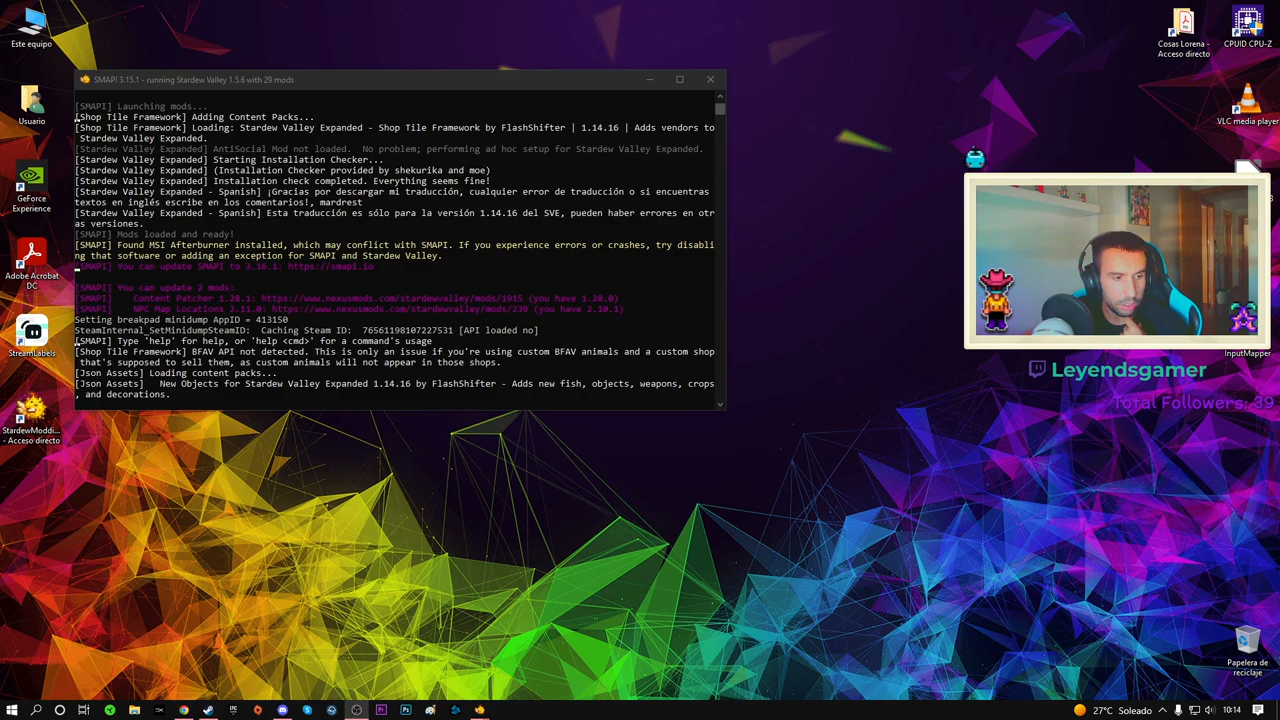 Este equipo
Usuario
GeForce
Experience
Adobe Acrobat
DC
StreamLabels
StardewModdi...
- Acceso directo
SMAPI 3.15.1 - running Stardew Valley 1.5.6 with 29 mods
[SMAPI] Launching mods...
[Shop Tile Framework] Adding Content Packs...
[Shop Tile Framework] Loading: Stardew Valley Expanded - Shop Tile Framework by FlashShifter | 1.14.16 | Adds vendors to
Stardew Valley Expanded.
[Stardew Valley Expanded] AntiSocial Mod not loaded.  No problem; performing ad hoc setup for Stardew Valley Expanded.
[Stardew Valley Expanded] Starting Installation Checker...
[Stardew Valley Expanded] (Installation Checker provided by shekurika and moe)
[Stardew Valley Expanded] Installation check completed. Everything seems fine!
[Stardew Valley Expanded - Spanish] ¡Gracias por descargar mi traducción, cualquier error de traducción o si encuentras
textos en inglés escribe en los comentarios!, mardrest
[Stardew Valley Expanded - Spanish] Esta traducción es sólo para la versión 1.14.16 del SVE, pueden haber errores en otr
as versiones.
[SMAPI] Mods loaded and ready!
[SMAPI] Found MSI Afterburner installed, which may conflict with SMAPI. If you experience errors or crashes, try disabli
ng that software or adding an exception for SMAPI and Stardew Valley.
[SMAPI] You can update SMAPI to 3.16.1: https://smapi.io
[SMAPI] You can update 2 mods:
[SMAPI]    Content Patcher 1.28.1: https://www.nexusmods.com/stardewvalley/mods/1915 (you have 1.28.0)
[SMAPI]    NPC Map Locations 2.11.0: https://www.nexusmods.com/stardewvalley/mods/239 (you have 2.10.1)
Setting breakpad minidump AppID = 413150
SteamInternal_SetMinidumpSteamID:  Caching Steam ID:  76561198107227531 [API loaded no]
[SMAPI] Type 'help' for help, or 'help <cmd>' for a command's usage
[Shop Tile Framework] BFAV API not detected. This is only an issue if you're using custom BFAV animals and a custom shop
that's supposed to sell them, as custom animals will not appear in those shops.
[Json Assets] Loading content packs...
[Json Assets]    New Objects for Stardew Valley Expanded 1.14.16 by FlashShifter - Adds new fish, objects, weapons, crops
, and decorations.
Cosas Lorena -
Acceso directo
CPUID CPU-Z
VLC media player
InputMapper
Leyendsgamer
Total Followers: 39
Papelera de
reciclaje
27°C Soleado
10:14